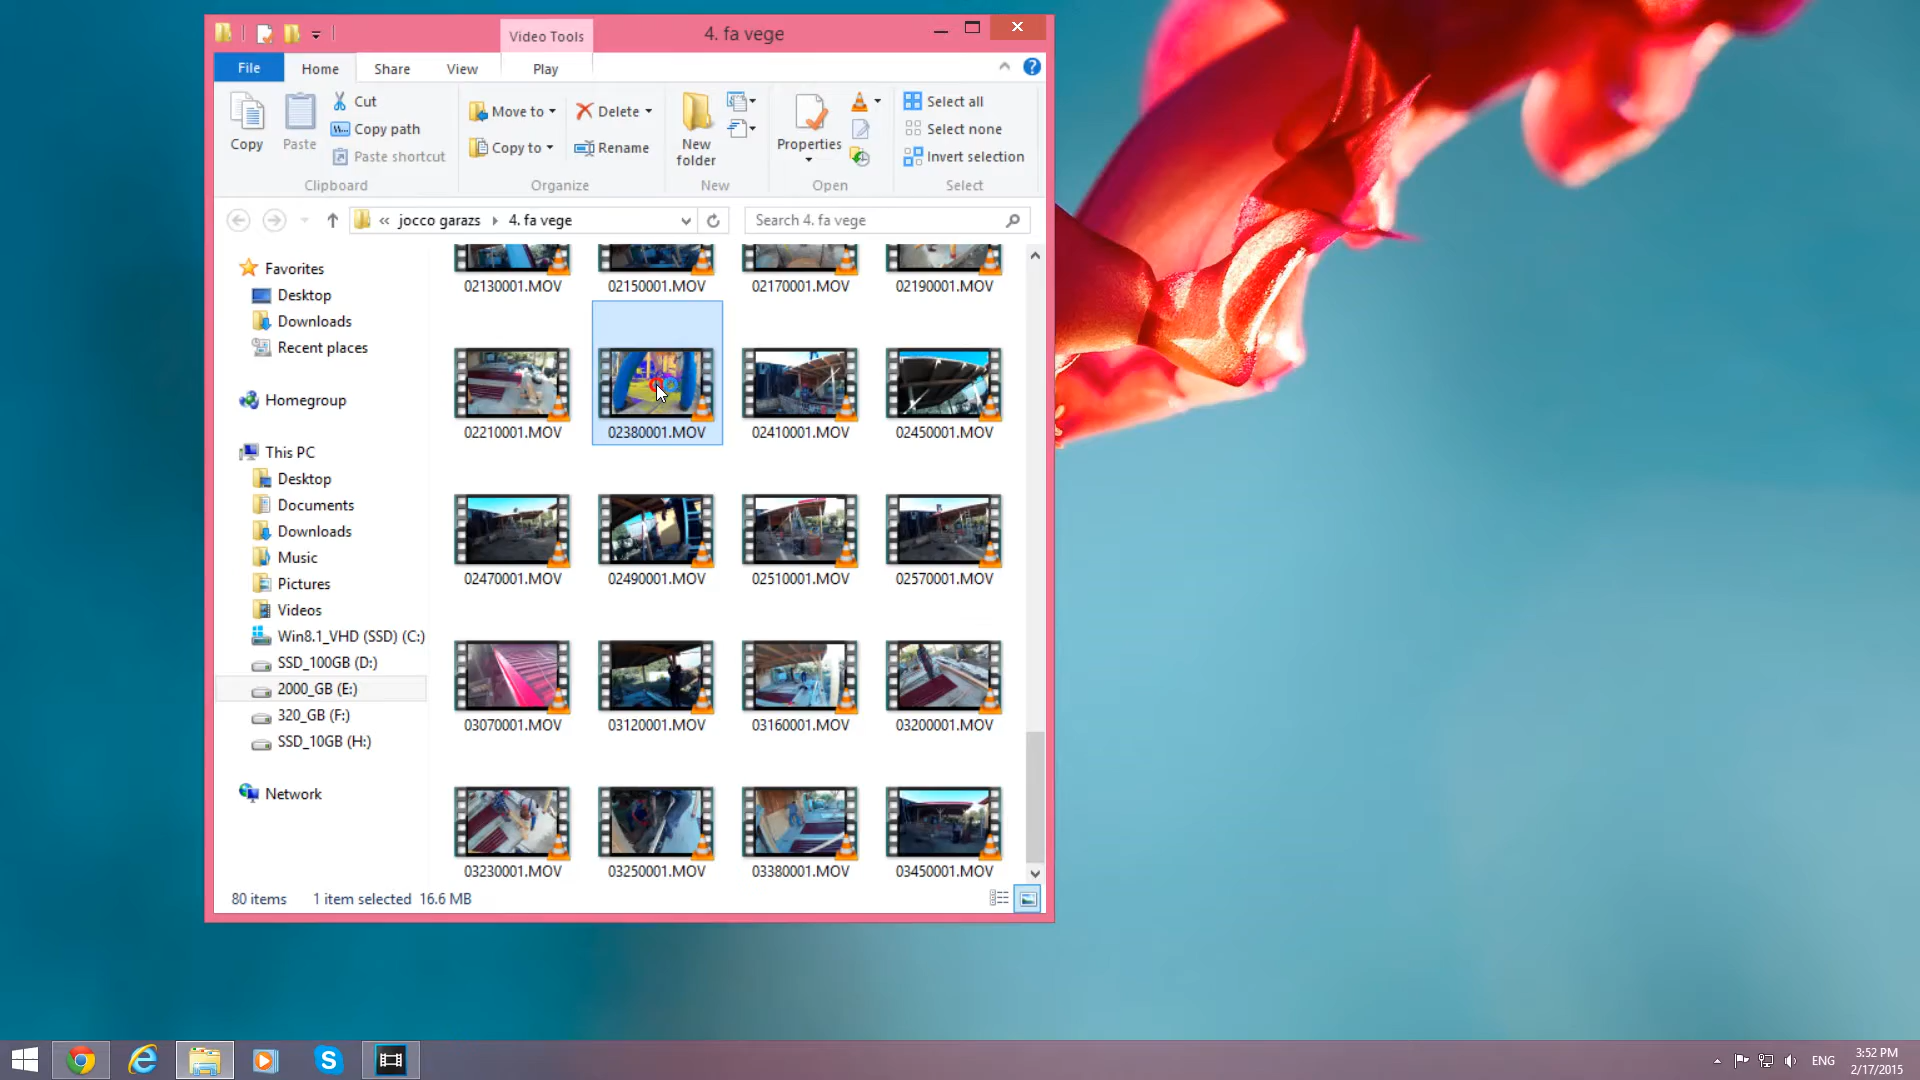 Video Tools
4. fa vege
File
Home
Share
View
Play
Copy
Paste
Cut
Copy path
Paste shortcut
Clipboard
Move to
Copy to
Delete
Rename
Organize
New
folder
New
Properties
Open
Select all
Select none
Invert selection
Select
« jocco garazs 4. fa vege
Search 4. fa vege
Favorites
Desktop
Downloads
Recent places
Homegroup
This PC
Desktop
Documents
Downloads
Music
Pictures
Videos
Win8.1_VHD (SSD) (C:)
SSD_100GB (D:)
2000_GB (E:)
320_GB (F:)
SSD_10GB (H:)
Network
02130001.MOV 02150001.MOV 02170001.MOV 02190001.MOV
02210001.MOV 02380001.MOV 02410001.MOV 02450001.MOV
02470001.MOV 02490001.MOV 02510001.MOV 02570001.MOV
03070001.MOV 03120001.MOV 03160001.MOV 03200001.MOV
03230001.MOV 03250001.MOV 03380001.MOV 03450001.MOV
80 items 1 item selected 16.6 MB
ENG
3:52 PM
2/17/2015